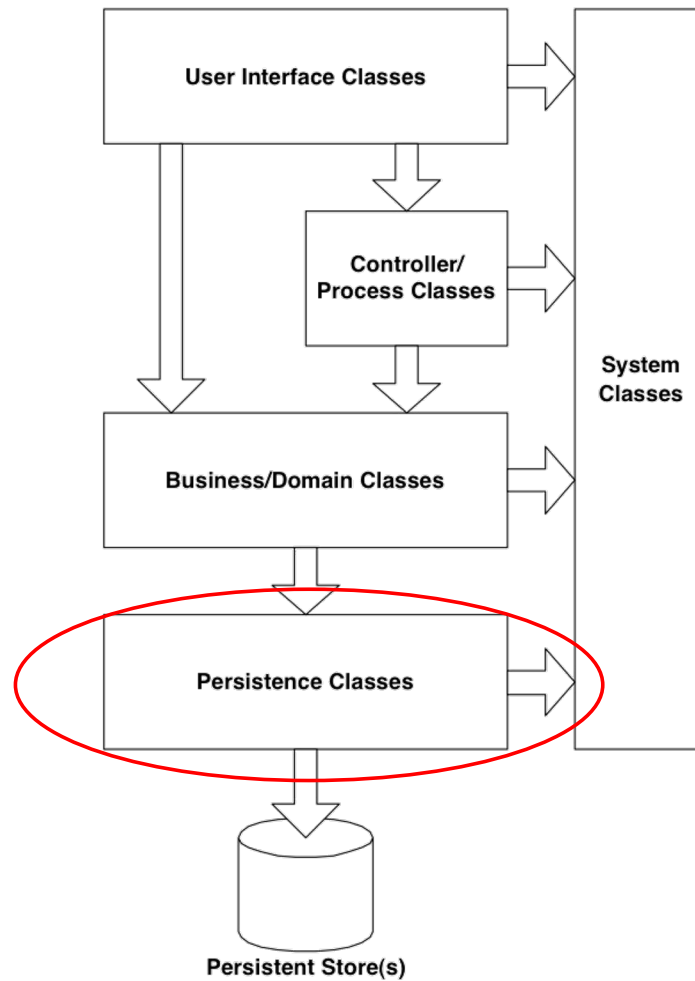 User Interface Classes
Controller/
Process Classes
System
Classes
Business/Domain Classes
Persistence Classes
Persistent Store(s)